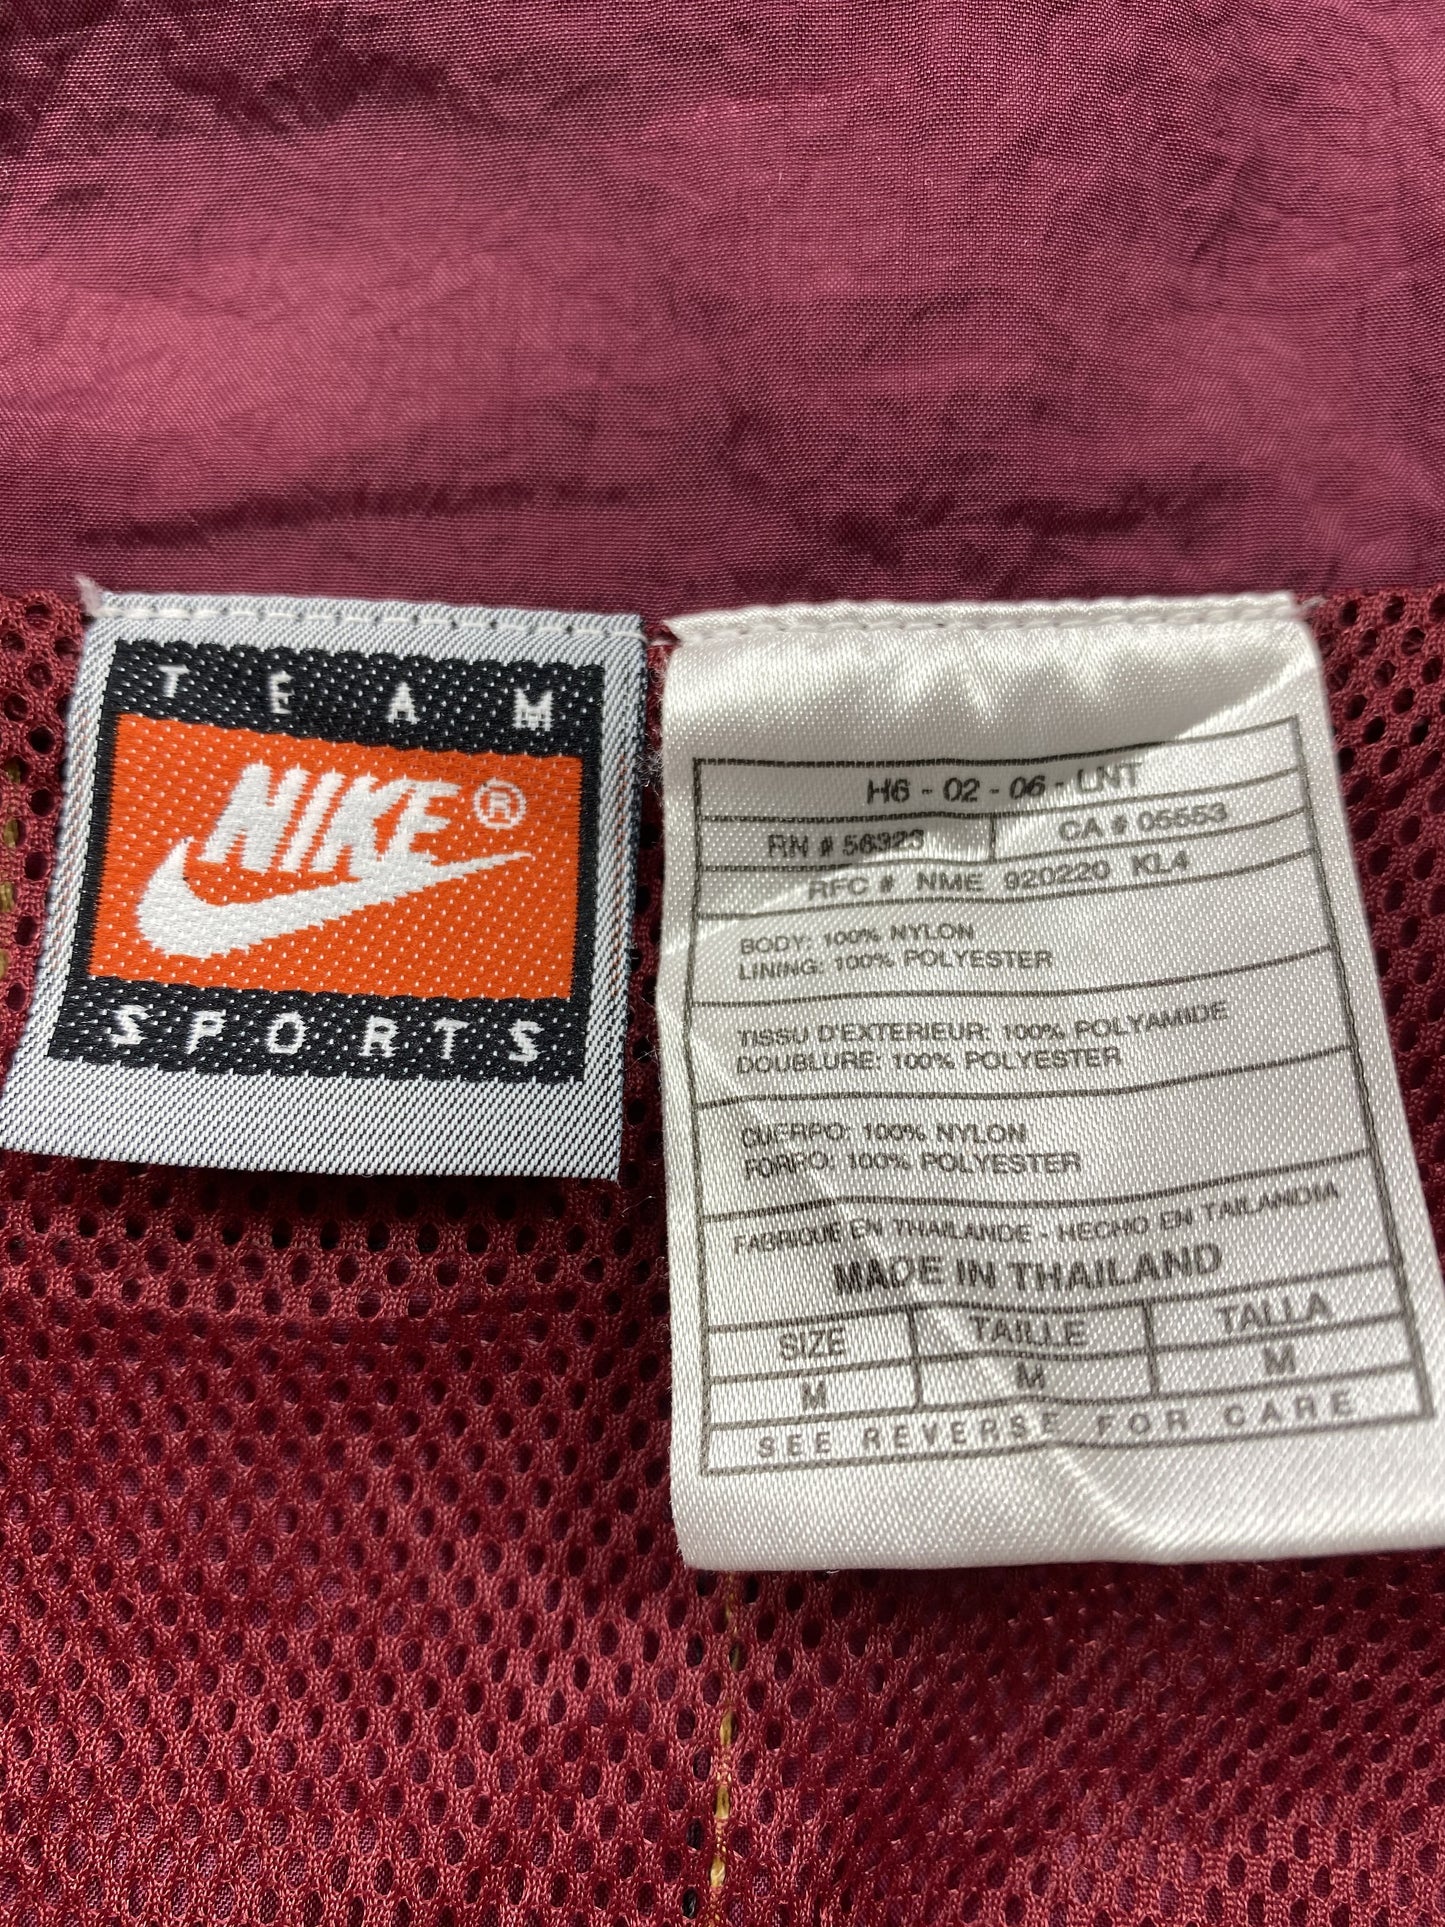 TEAM
NIKE®
SPORTS
H6 - 02 - 06 - LNT
RN # 56323 CA # 05553
RFC # NME 920220 KL4
BODY: 100% NYLON
LINING: 100% POLYESTER
TISSU D'EXTERIEUR: 100% POLYAMIDE
DOUBLURE: 100% POLYESTER
CUERPO: 100% NYLON
FORRO: 100% POLYESTER
FABRIQUE EN THAILANDE - HECHO EN TAILANDIA
MADE IN THAILAND
SIZE TAILLE TALLA
M M M
SEE REVERSE FOR CARE